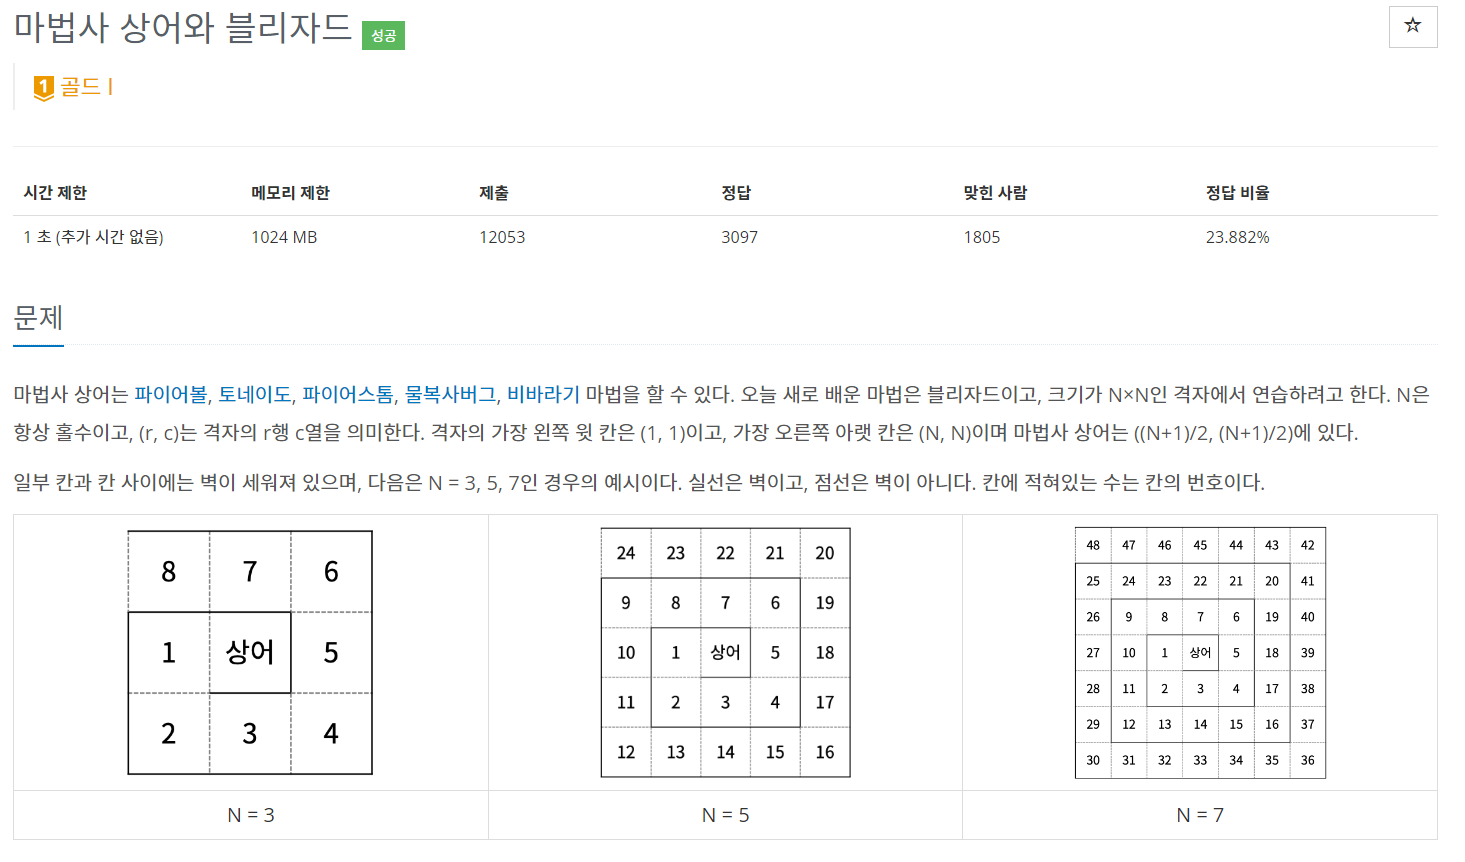 마법사 상어와 블리자드 성공
☆
1 골드 I
시간 제한 메모리 제한 제출 정답 맞힌 사람 정답 비율
1 초 (추가 시간 없음) 1024 MB 12053 3097 1805 23.882%
문제
마법사 상어는 파이어볼, 토네이도, 파이어스톰, 물복사버그, 비바라기 마법을 할 수 있다. 오늘 새로 배운 마법은 블리자드이고, 크기가 N×N인 격자에서 연습하려고 한다. N은
항상 홀수이고, (r, c)는 격자의 r행 c열을 의미한다. 격자의 가장 왼쪽 윗 칸은 (1, 1)이고, 가장 오른쪽 아랫 칸은 (N, N)이며 마법사 상어는 ((N+1)/2, (N+1)/2)에 있다.
일부 칸과 칸 사이에는 벽이 세워져 있으며, 다음은 N = 3, 5, 7인 경우의 예시이다. 실선은 벽이고, 점선은 벽이 아니다. 칸에 적혀있는 수는 칸의 번호이다.
8 7 6
1 상어 5
2 3 4
N = 3
24 23 22 21 20
9 8 7 6 19
10 1 상어 5 18
11 2 3 4 17
12 13 14 15 16
N = 5
48 47 46 45 44 43 42
25 24 23 22 21 20 41
26 9 8 7 6 19 40
27 10 1 상어 5 18 39
28 11 2 3 4 17 38
29 12 13 14 15 16 37
30 31 32 33 34 35 36
N = 7